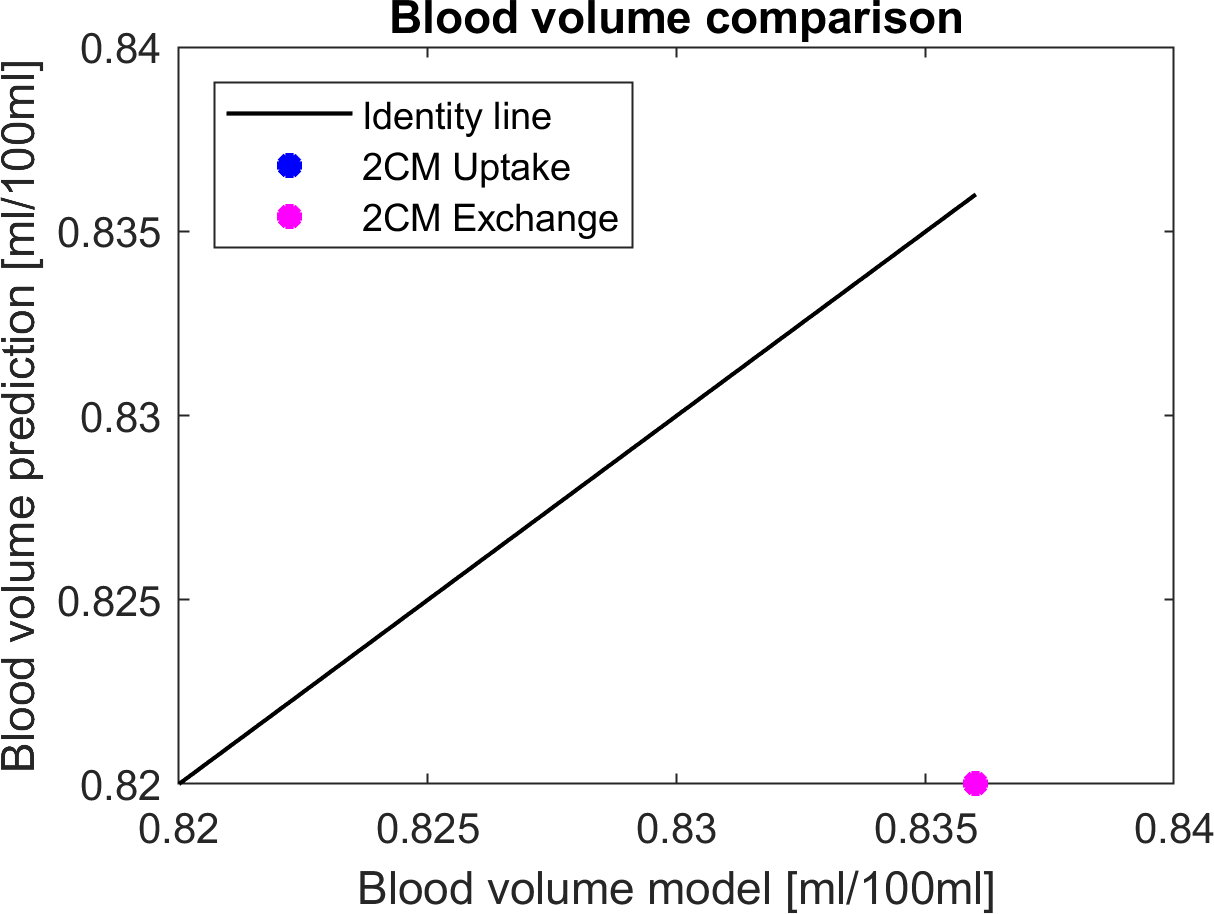 Blood volume comparison
0.84
0.835
0.83
0.825
0.82
Blood volume prediction [ml/100ml]
Identity line
2CM Uptake
2CM Exchange
0.82 0.825 0.83 0.835 0.84
Blood volume model [ml/100ml]